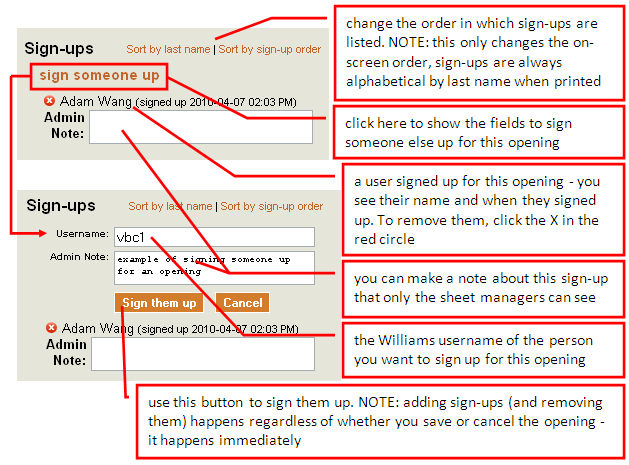 change the order in which sign-ups are
listed. NOTE: this only changes the on-
screen order, sign-ups are always
alphabetical by last name when printed
Sign-ups Sort by last name | Sort by sign-up order
sign someone up
Adam Wang (signed up 2010-04-07 02:03 PM)
Admin
Note:
click here to show the fields to sign
someone else up for this opening
a user signed up for this opening - you
see their name and when they signed
up. To remove them, click the X in the
red circle
Sign-ups Sort by last name | Sort by sign-up order
Username: vbc1
Admin Note: example of signing someone up
for an opening
Sign them up Cancel
Adam Wang (signed up 2010-04-07 02:03 PM)
Admin
Note:
you can make a note about this sign-up
that only the sheet managers can see
the Williams username of the person
you want to sign up for this opening
use this button to sign them up. NOTE: adding sign-ups (and removing
them) happens regardless of whether you save or cancel the opening -
it happens immediately